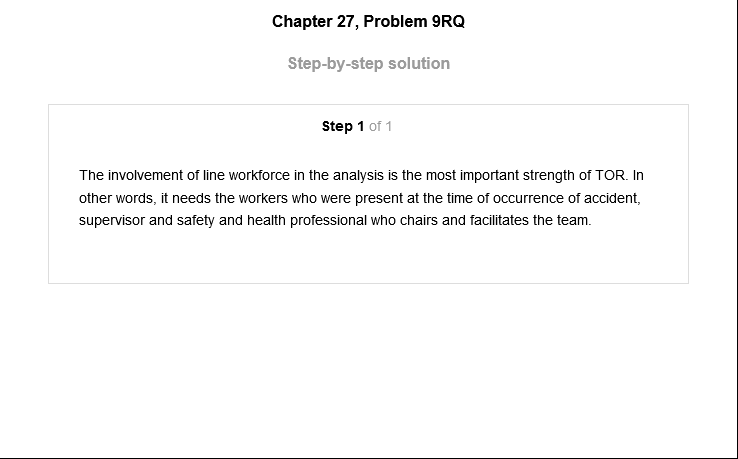 Chapter 27, Problem 9RQ
Step-by-step solution
Step 1 of 1
The involvement of line workforce in the analysis is the most important strength of TOR. In
other words, it needs the workers who were present at the time of occurrence of accident,
supervisor and safety and health professional who chairs and facilitates the team.